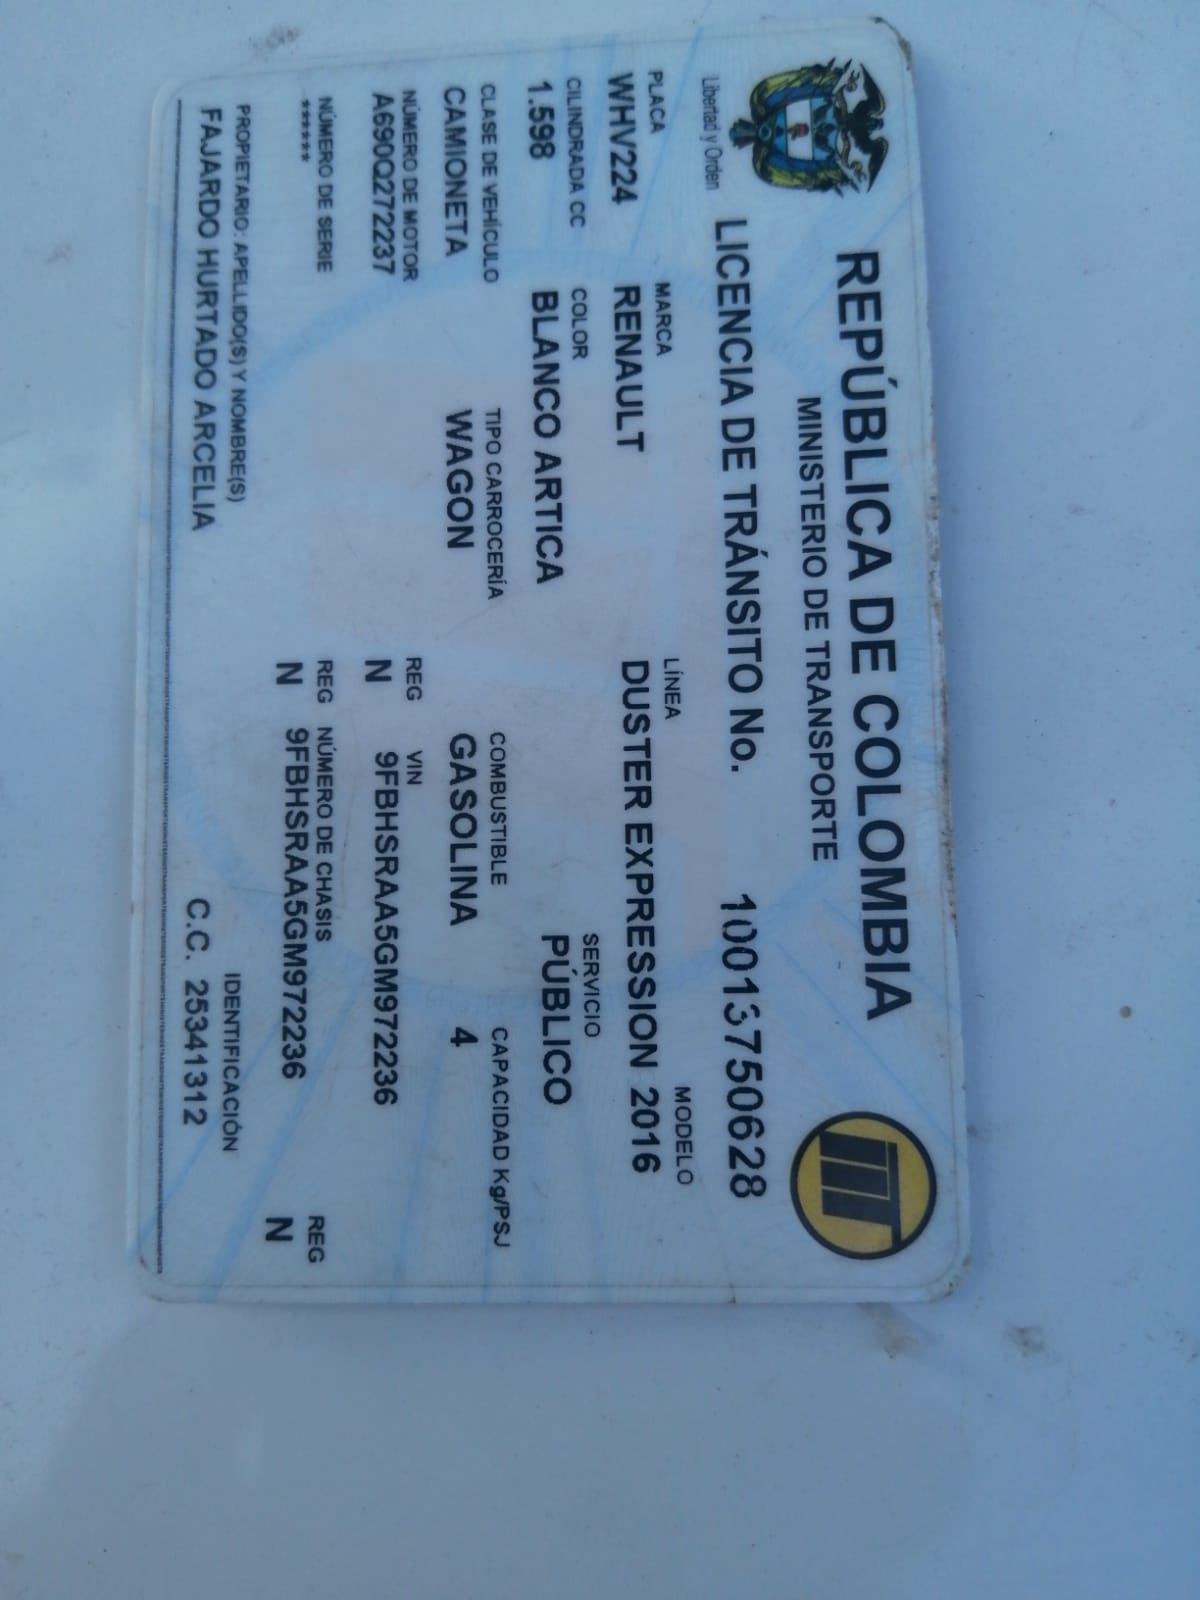 REPÚBLICA DE COLOMBIA
MINISTERIO DE TRANSPORTE
Libertad y Orden
LICENCIA DE TRÁNSITO No. 10013750628
PLACA MARCA LÍNEA MODELO
WHV224 RENAULT DUSTER EXPRESSION 2016
CILINDRADA CC COLOR SERVICIO
1.598 BLANCO ARTICA PÚBLICO
CLASE DE VEHÍCULO TIPO CARROCERÍA COMBUSTIBLE CAPACIDAD Kg/PSJ
CAMIONETA WAGON GASOLINA 4
NÚMERO DE MOTOR REG VIN
A690Q272237 N 9FBHSRAA5GM972236
NÚMERO DE SERIE REG NÚMERO DE CHASIS REG
****** N 9FBHSRAA5GM972236 N
PROPIETARIO: APELLIDO(S) Y NOMBRE(S) IDENTIFICACIÓN
FAJARDO HURTADO ARCELIA C.C. 25341312